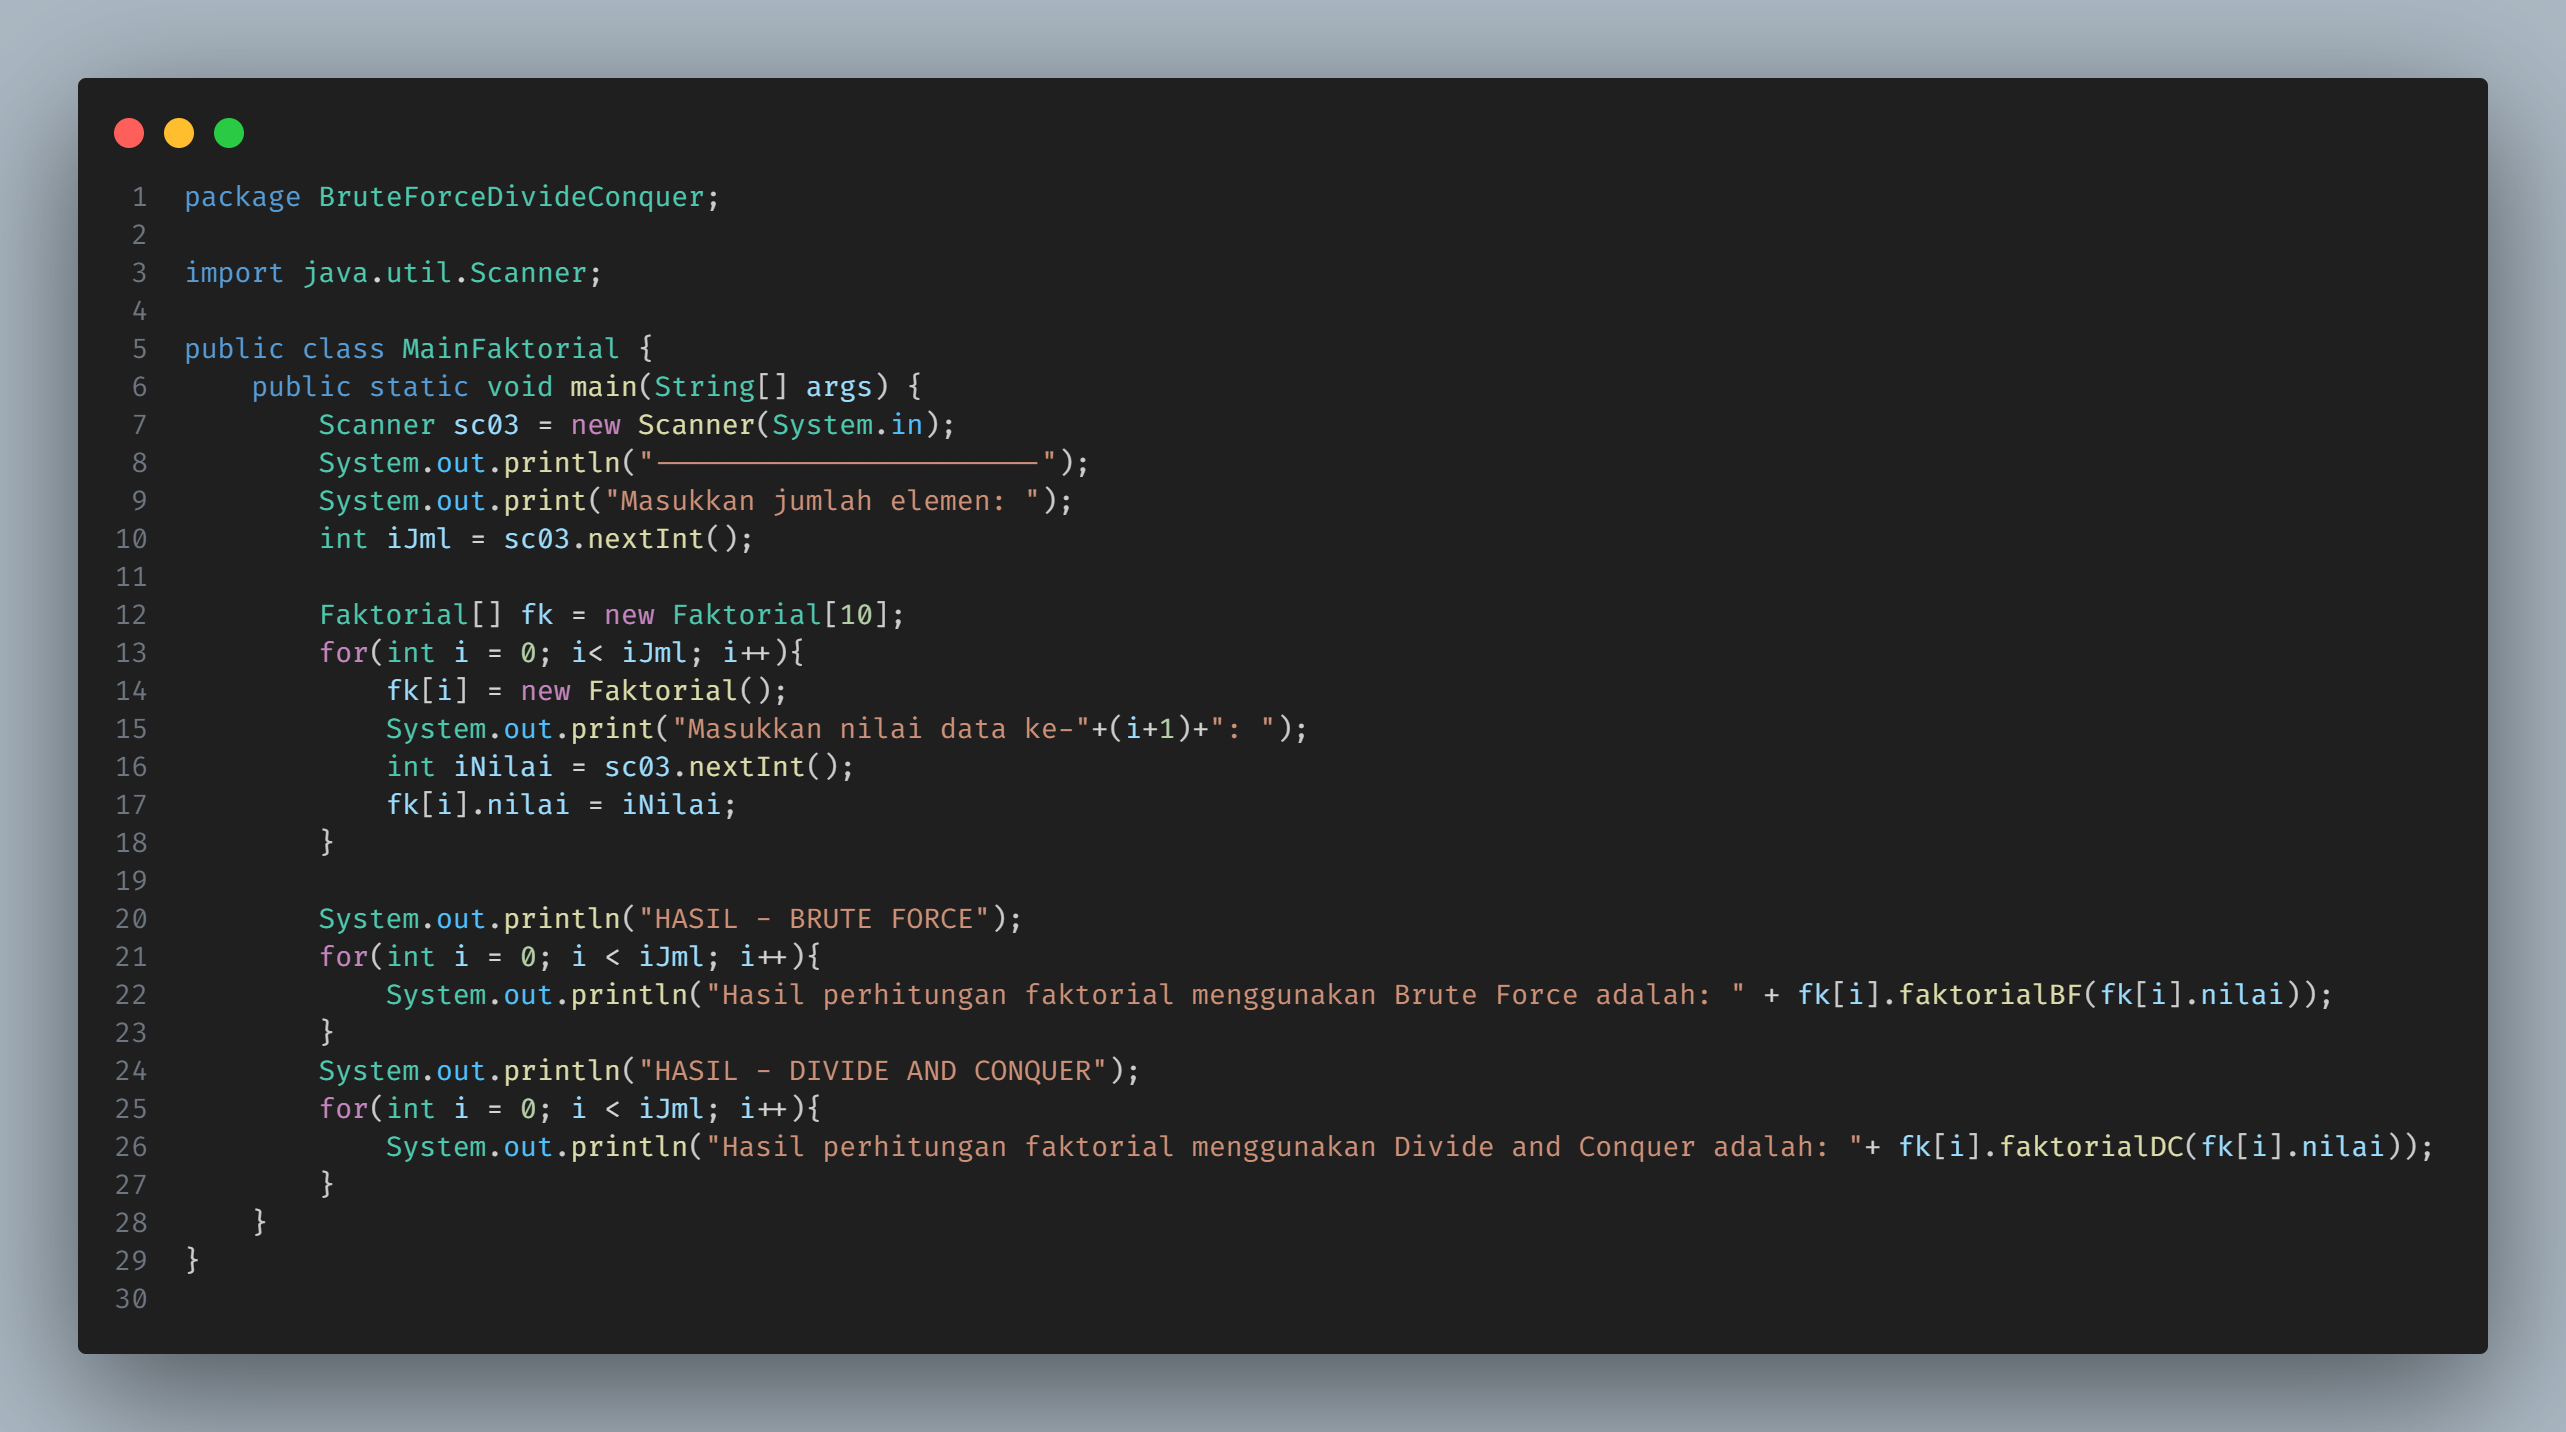 1 package BruteForceDivideConquer;
2
3 import java.util.Scanner;
4
5 public class MainFaktorial {
6     public static void main(String[] args) {
7         Scanner sc03 = new Scanner(System.in);
8         System.out.println("-----------------------");
9         System.out.print("Masukkan jumlah elemen: ");
10         int iJml = sc03.nextInt();
11
12         Faktorial[] fk = new Faktorial[10];
13         for(int i = 0; i< iJml; i++){
14             fk[i] = new Faktorial();
15             System.out.print("Masukkan nilai data ke-"+(i+1)+": ");
16             int iNilai = sc03.nextInt();
17             fk[i].nilai = iNilai;
18         }
19
20         System.out.println("HASIL - BRUTE FORCE");
21         for(int i = 0; i < iJml; i++){
22             System.out.println("Hasil perhitungan faktorial menggunakan Brute Force adalah: " + fk[i].faktorialBF(fk[i].nilai));
23         }
24         System.out.println("HASIL - DIVIDE AND CONQUER");
25         for(int i = 0; i < iJml; i++){
26             System.out.println("Hasil perhitungan faktorial menggunakan Divide and Conquer adalah: "+ fk[i].faktorialDC(fk[i].nilai));
27         }
28     }
29 }
30